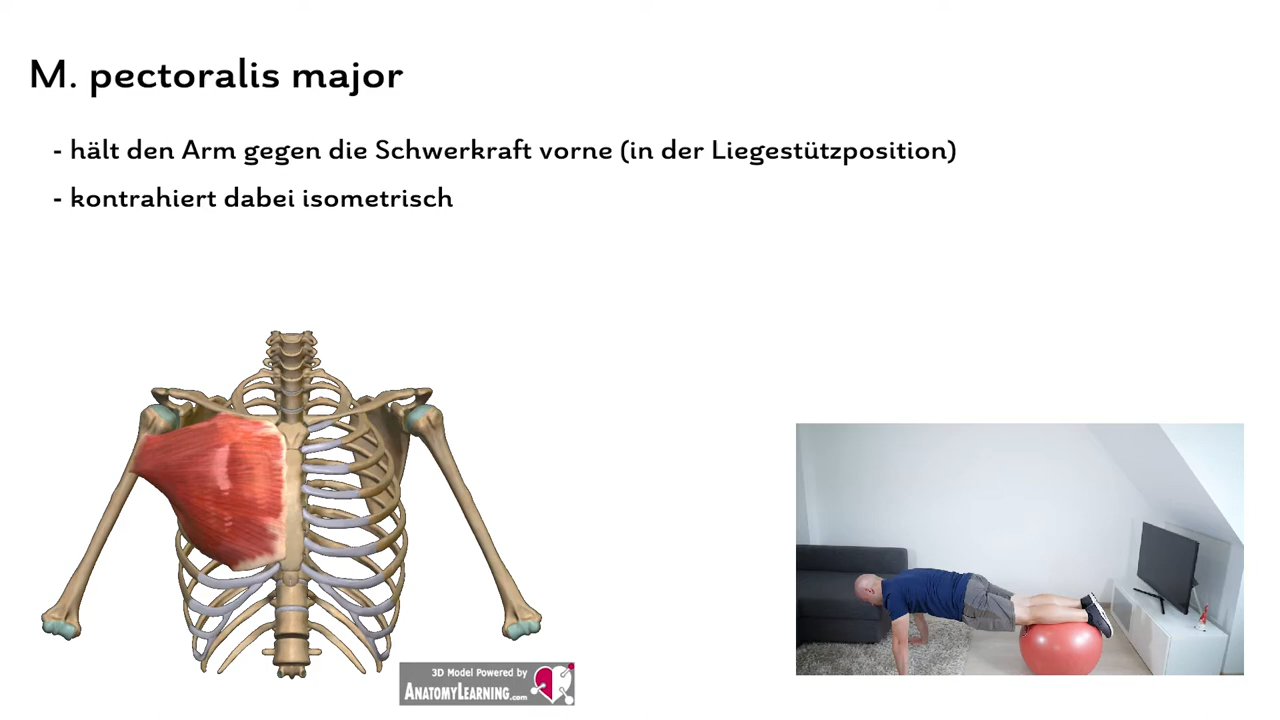 M. pectoralis major
- hält den Arm gegen die Schwerkraft vorne (in der Liegestützposition)
- kontrahiert dabei isometrisch
3D Model Powered by
AnatomyLearning.com